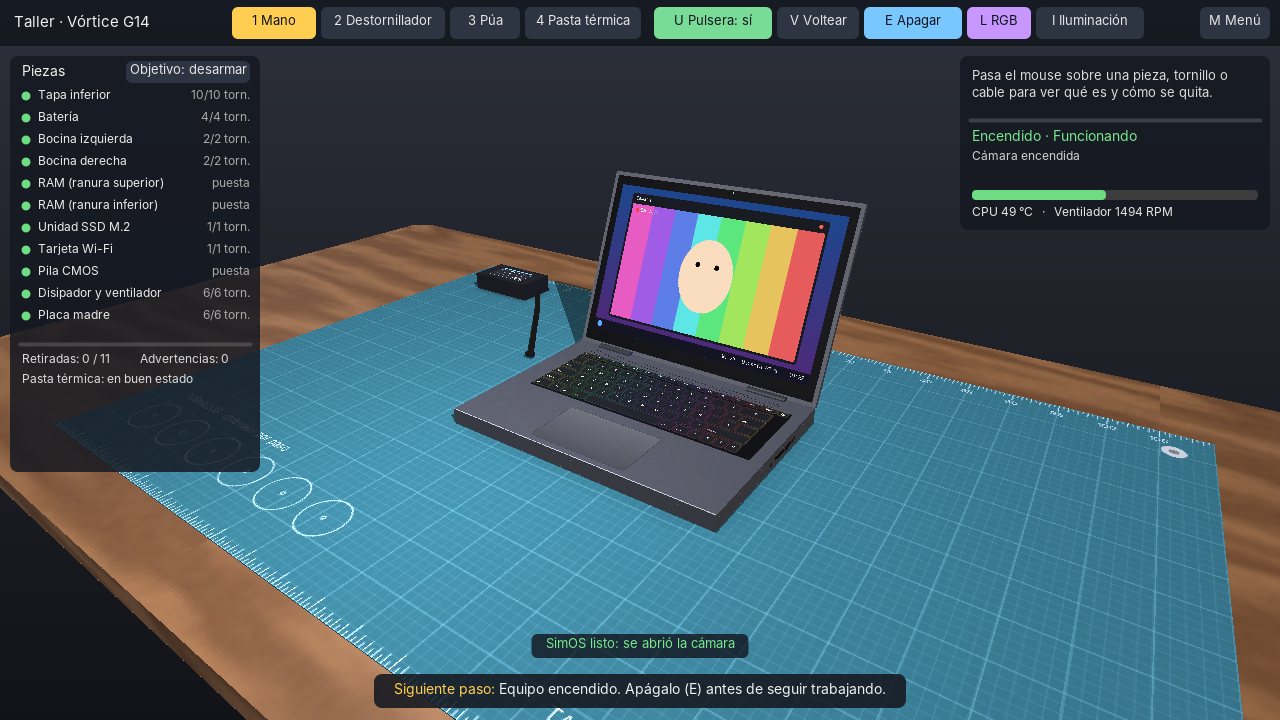 Taller · Vórtice G14
1 Mano
2 Destornillador
3 Púa
4 Pasta térmica
U Pulsera: sí
V Voltear
E Apagar
L RGB
I Iluminación
M Menú
Piezas
Objetivo: desarmar
Tapa inferior 10/10 torn.
Batería 4/4 torn.
Bocina izquierda 2/2 torn.
Bocina derecha 2/2 torn.
RAM (ranura superior) puesta
RAM (ranura inferior) puesta
Unidad SSD M.2 1/1 torn.
Tarjeta Wi-Fi 1/1 torn.
Pila CMOS puesta
Disipador y ventilador 6/6 torn.
Placa madre 6/6 torn.
Retiradas: 0 / 11 Advertencias: 0
Pasta térmica: en buen estado
Pasa el mouse sobre una pieza, tornillo o
cable para ver qué es y cómo se quita.
Encendido · Funcionando
Cámara encendida
CPU 49 °C · Ventilador 1494 RPM
SimOS listo: se abrió la cámara
Siguiente paso: Equipo encendido. Apágalo (E) antes de seguir trabajando.